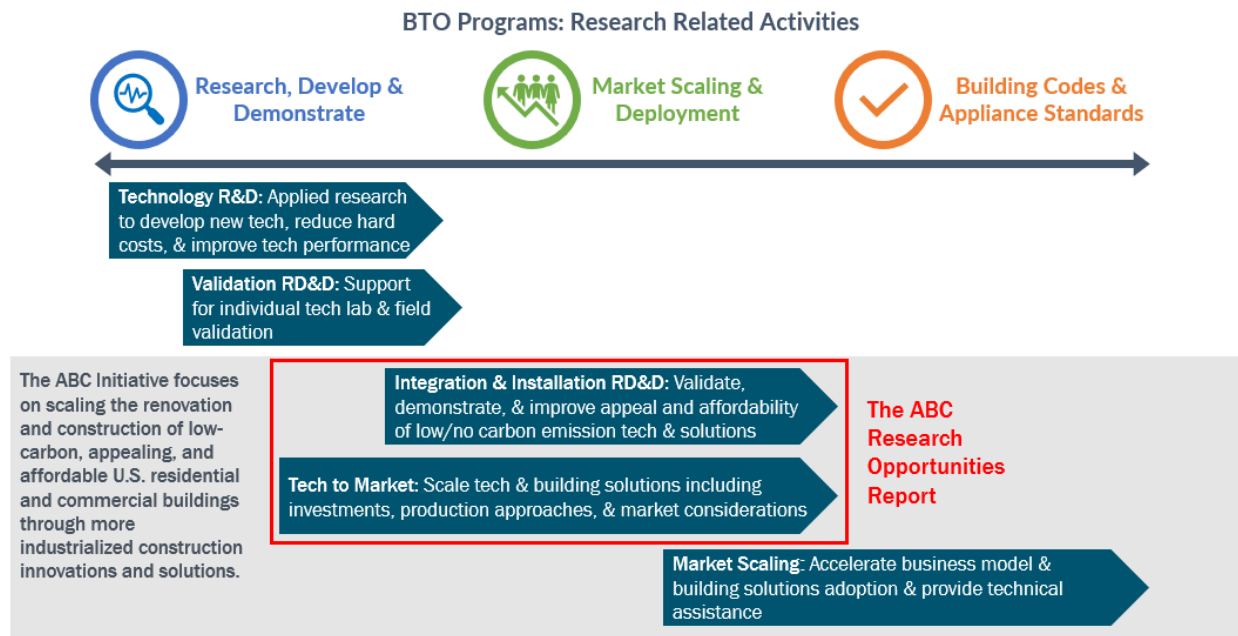 BTO Programs: Research Related Activities
Research, Develop &
Demonstrate
Market Scaling &
Deployment
Building Codes &
Appliance Standards
Technology R&D: Applied research
to develop new tech, reduce hard
costs, & improve tech performance
Validation RD&D: Support
for individual tech lab & field
validation
The ABC Initiative focuses
on scaling the renovation
and construction of low-
carbon, appealing, and
affordable U.S. residential
and commercial buildings
through more
industrialized construction
innovations and solutions.
Integration & Installation RD&D: Validate,
demonstrate, & improve appeal and affordability
of low/no carbon emission tech & solutions
Tech to Market: Scale tech & building solutions including
investments, production approaches, & market considerations
The ABC
Research
Opportunities
Report
Market Scaling: Accelerate business model &
building solutions adoption & provide technical
assistance